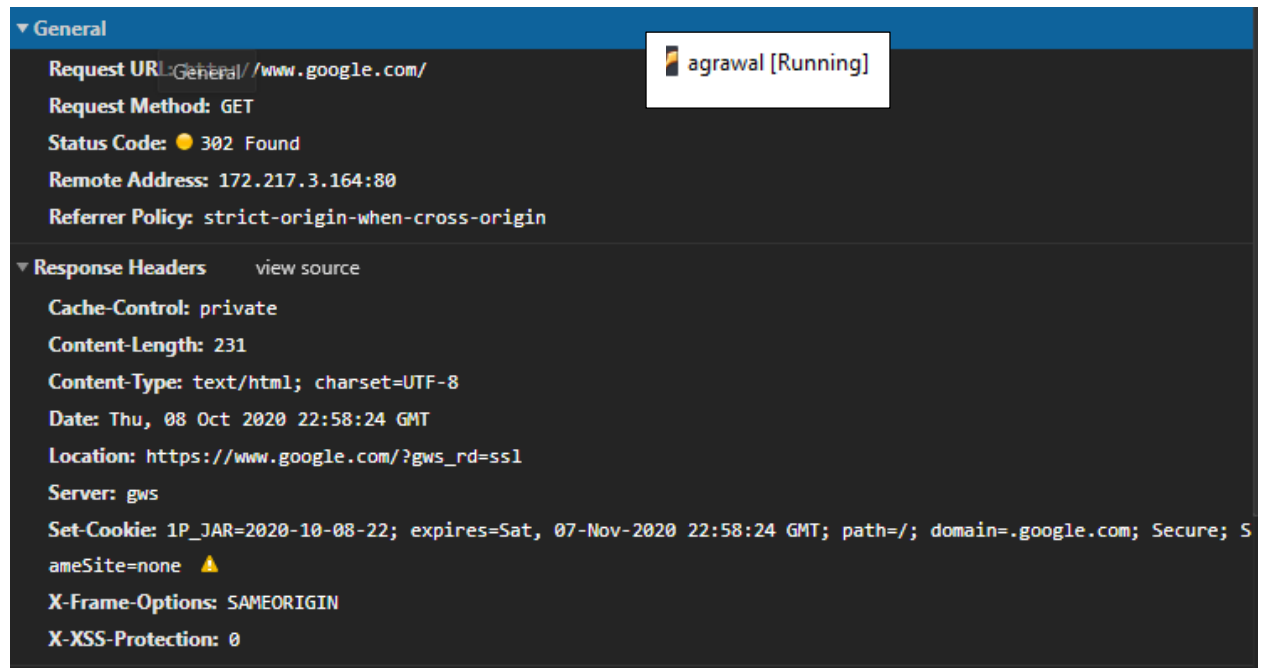 General
agrawal [Running]
Request URL: General //www.google.com/
Request Method: GET
Status Code: 302 Found
Remote Address: 172.217.3.164:80
Referrer Policy: strict-origin-when-cross-origin
Response Headers view source
Cache-Control: private
Content-Length: 231
Content-Type: text/html; charset=UTF-8
Date: Thu, 08 Oct 2020 22:58:24 GMT
Location: https://www.google.com/?gws_rd=ssl
Server: gws
Set-Cookie: 1P_JAR=2020-10-08-22; expires=Sat, 07-Nov-2020 22:58:24 GMT; path=/; domain=.google.com; Secure; S
ameSite=none
X-Frame-Options: SAMEORIGIN
X-XSS-Protection: 0